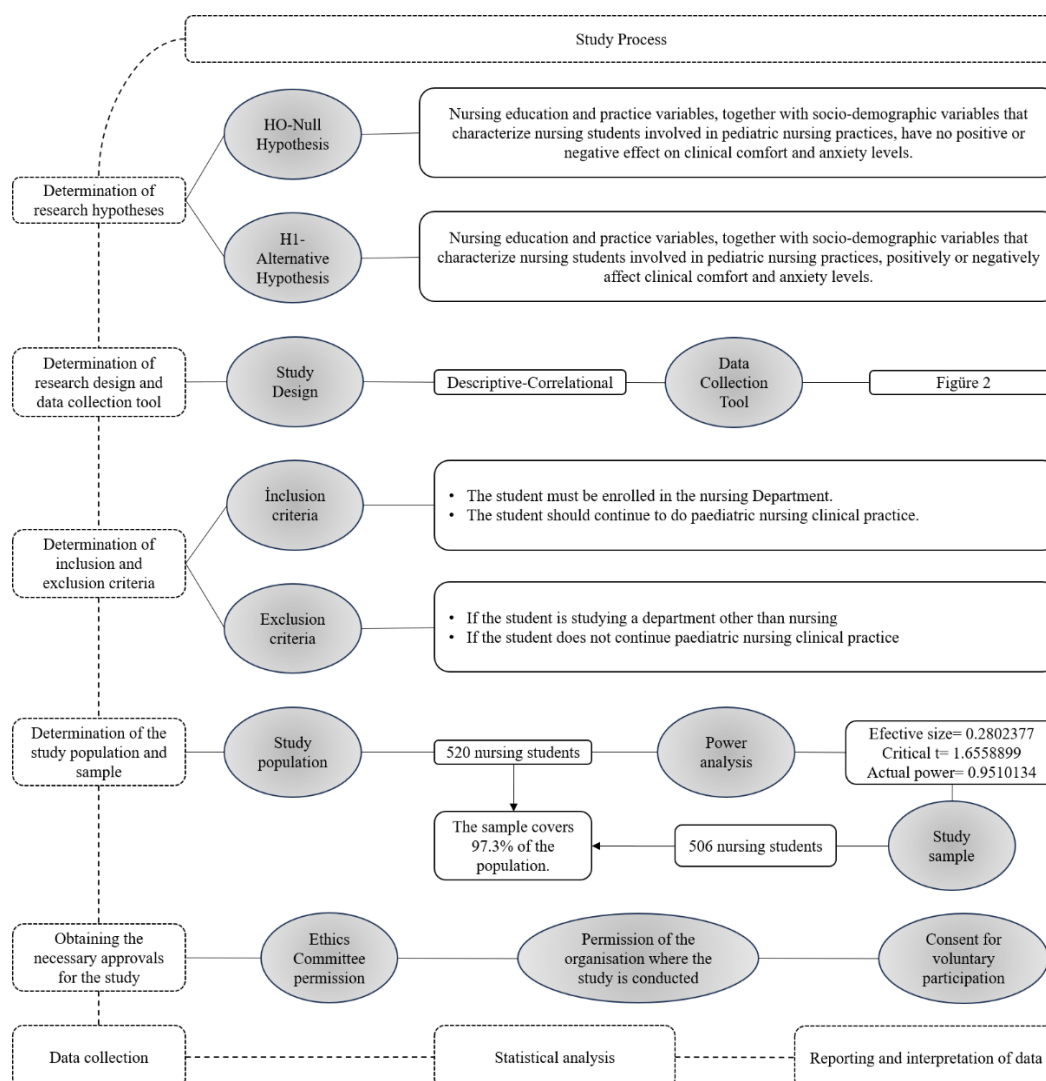 Study Process
HO-Null
Hypothesis
Nursing education and practice variables, together with socio-demographic variables that
characterize nursing students involved in pediatric nursing practices, have no positive or
negative effect on clinical comfort and anxiety levels.
Determination of
research hypotheses
H1-
Alternative
Hypothesis
Nursing education and practice variables, together with socio-demographic variables that
characterize nursing students involved in pediatric nursing practices, positively or negatively
affect clinical comfort and anxiety levels.
Determination of
research design and
data collection tool
Study
Design
Descriptive-Correlational
Data
Collection
Tool
Figüre 2
Determination of
inclusion and
exclusion criteria
İnclusion
criteria
• The student must be enrolled in the nursing Department.
• The student should continue to do paediatric nursing clinical practice.
Exclusion
criteria
• If the student is studying a department other than nursing
• If the student does not continue paediatric nursing clinical practice
Determination of the
study population and
sample
Study
population
520 nursing students
Power
analysis
Efective size= 0.2802377
Critical t= 1.6558899
Actual power= 0.9510134
The sample covers
97.3% of the
population.
506 nursing students
Study
sample
Obtaining the
necessary approvals
for the study
Ethics
Committee
permission
Permission of the
organisation where the
study is conducted
Consent for
voluntary
participation
Data collection
Statistical analysis
Reporting and interpretation of data